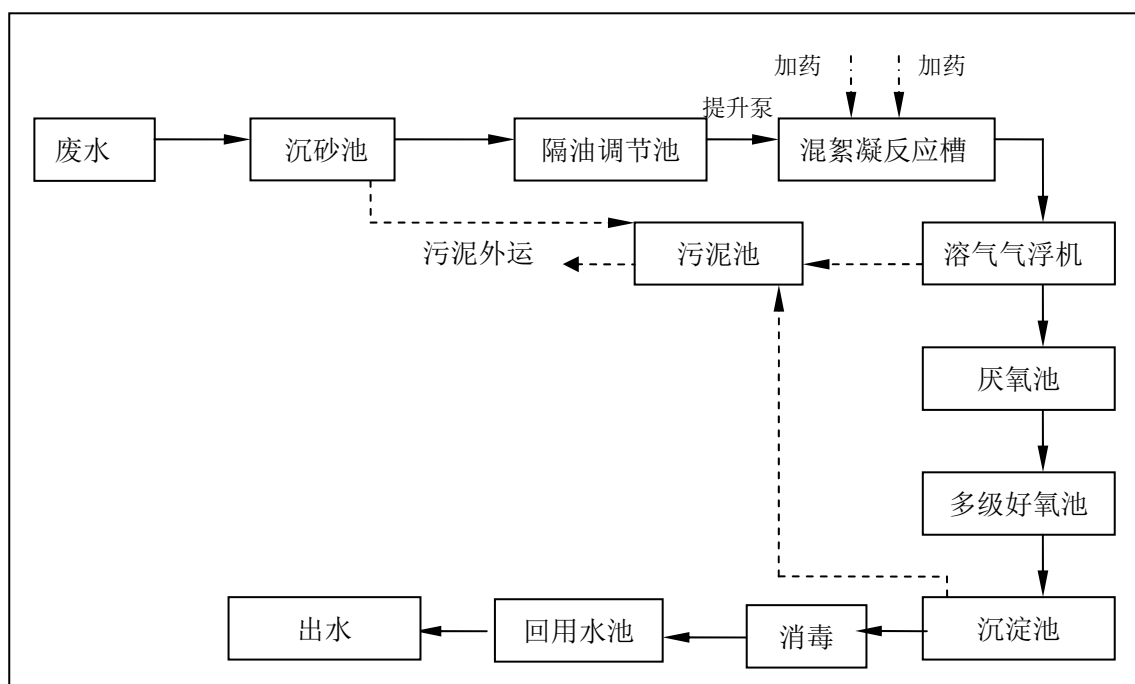 加药
加药
提升泵
废水
沉砂池
隔油调节池
混絮凝反应槽
污泥外运
污泥池
溶气气浮机
厌氧池
多级好氧池
出水
回用水池
消毒
沉淀池